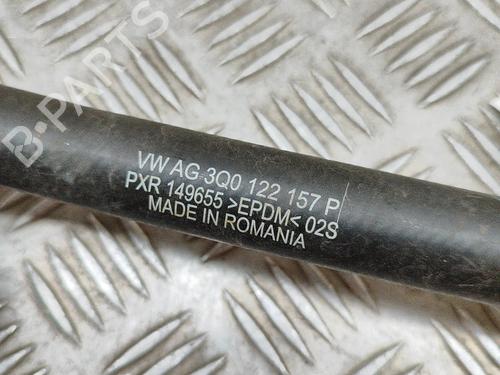 B-PARTS
VW AG 3Q0 122 157 P
PXR 149655 >EPDM< 02S
MADE IN ROMANIA